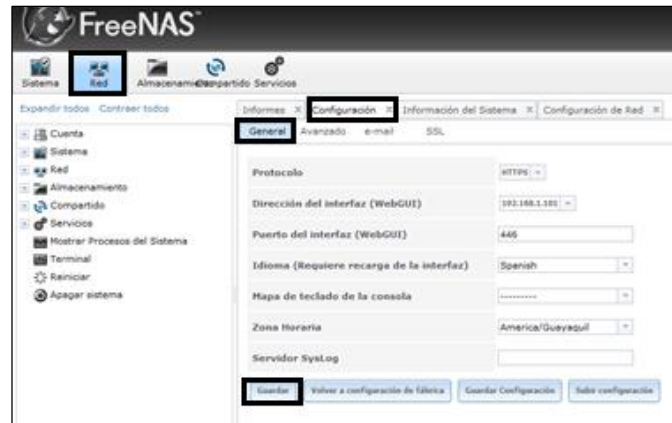 FreeNAS™
Sistema Red Almacenamiento Compartido Servicios
Expandir todos Contraer todos
Informes X Configuración X Información del Sistema X Configuración de Red X
General Avanzado e-mail SSL
Cuenta
Sistema
Red
Almacenamiento
Compartido
Servicios
Mostrar Procesos del Sistema
Terminal
Reiniciar
Apagar sistema
Protocolo HTTPS
Dirección del interfaz (WebGUI) 192.168.1.101
Puerto del interfaz (WebGUI) 446
Idioma (Requiere recarga de la interfaz) Spanish
Mapa de teclado de la consola ---------
Zona Horaria America/Guayaquil
Servidor SysLog
Guardar Volver a configuración de fábrica Guardar Configuración Subir configuración